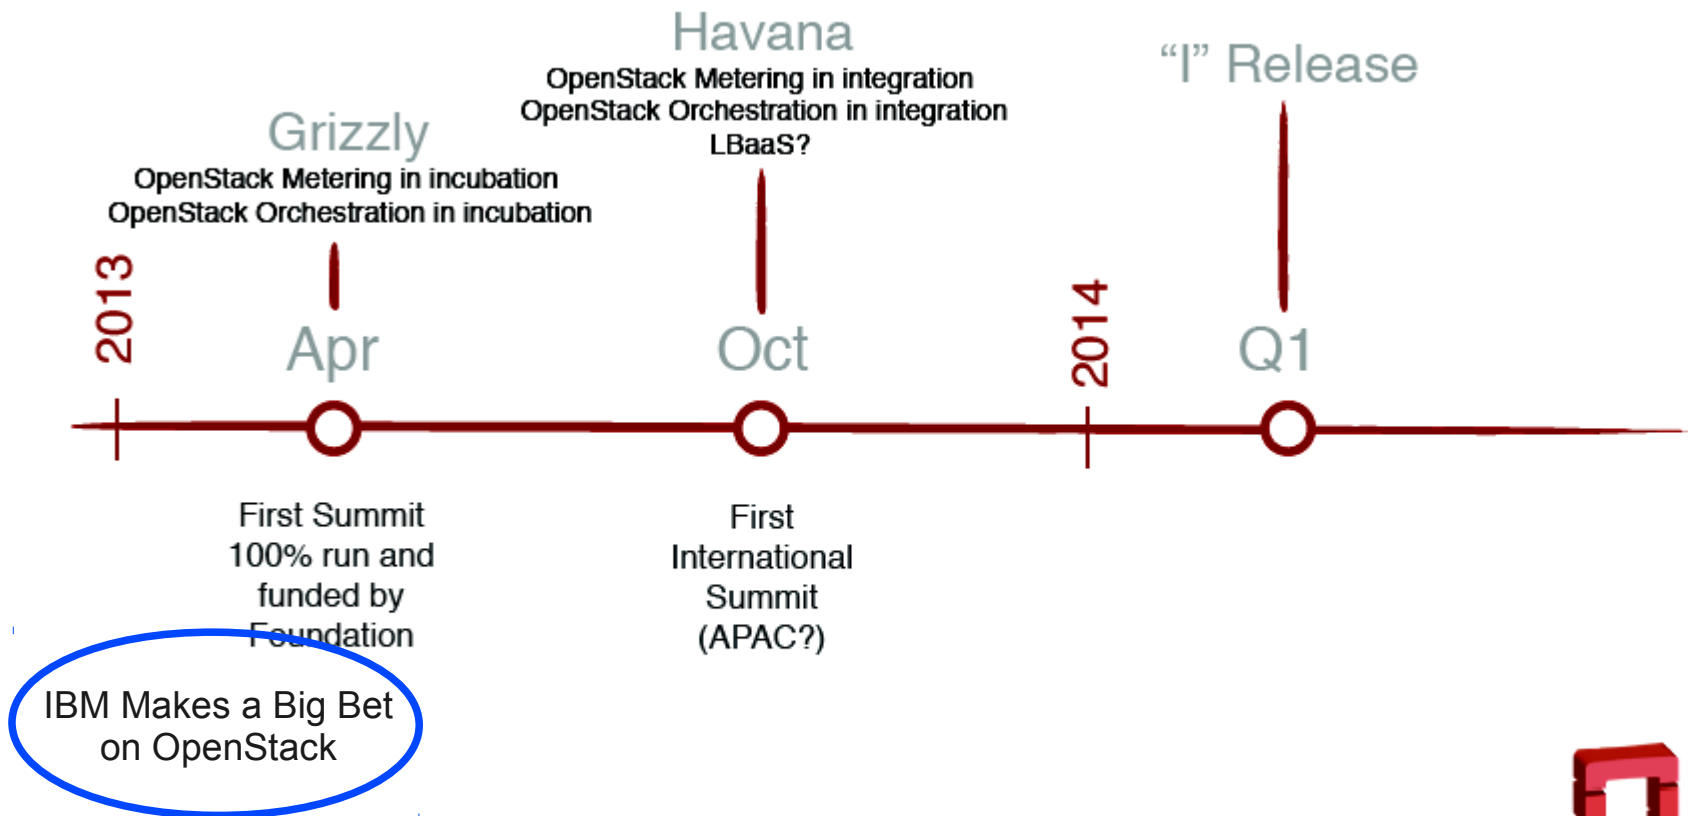 Havana
OpenStack Metering in integration
OpenStack Orchestration in integration
LBaaS?
“I” Release
Grizzly
OpenStack Metering in incubation
OpenStack Orchestration in incubation
2013
Apr
Oct
2014
Q1
First Summit
100% run and
funded by
Foundation
First
International
Summit
(APAC?)
IBM Makes a Big Bet
on OpenStack